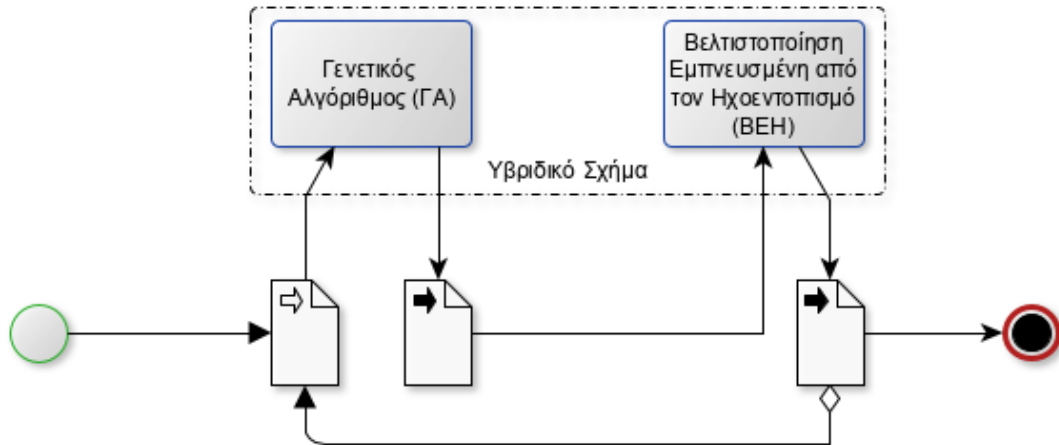 Γενετικός
Αλγόριθμος (ΓΑ)
Βελτιστοποίηση
Εμπνευσμένη από
τον Ηχοεντοπισμό
(ΒΕΗ)
Υβριδικό Σχήμα